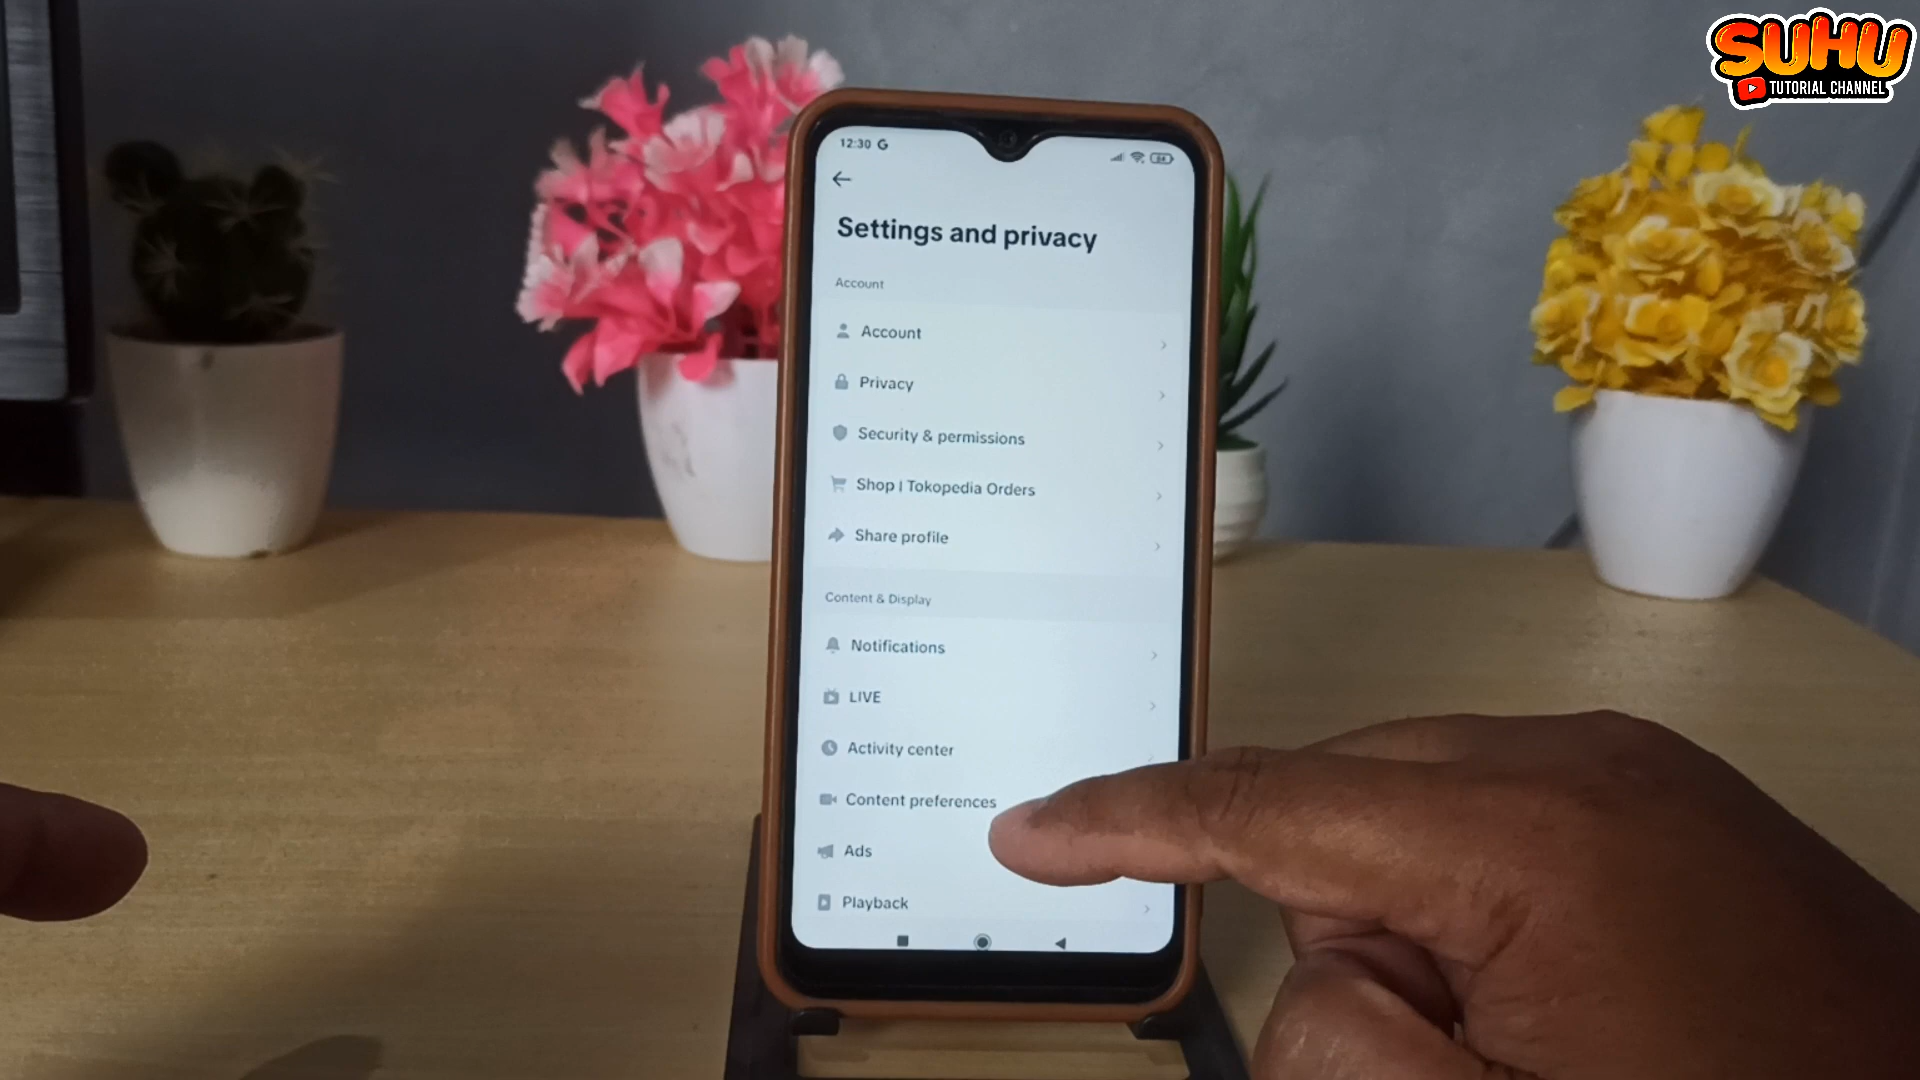 SUHU
TUTORIAL CHANNEL
12:30 G
Settings and privacy
Account
Account
Privacy
Security & permissions
Shop | Tokopedia Orders
Share profile
Content & Display
Notifications
LIVE
Activity center
Content preferences
Ads
Playback